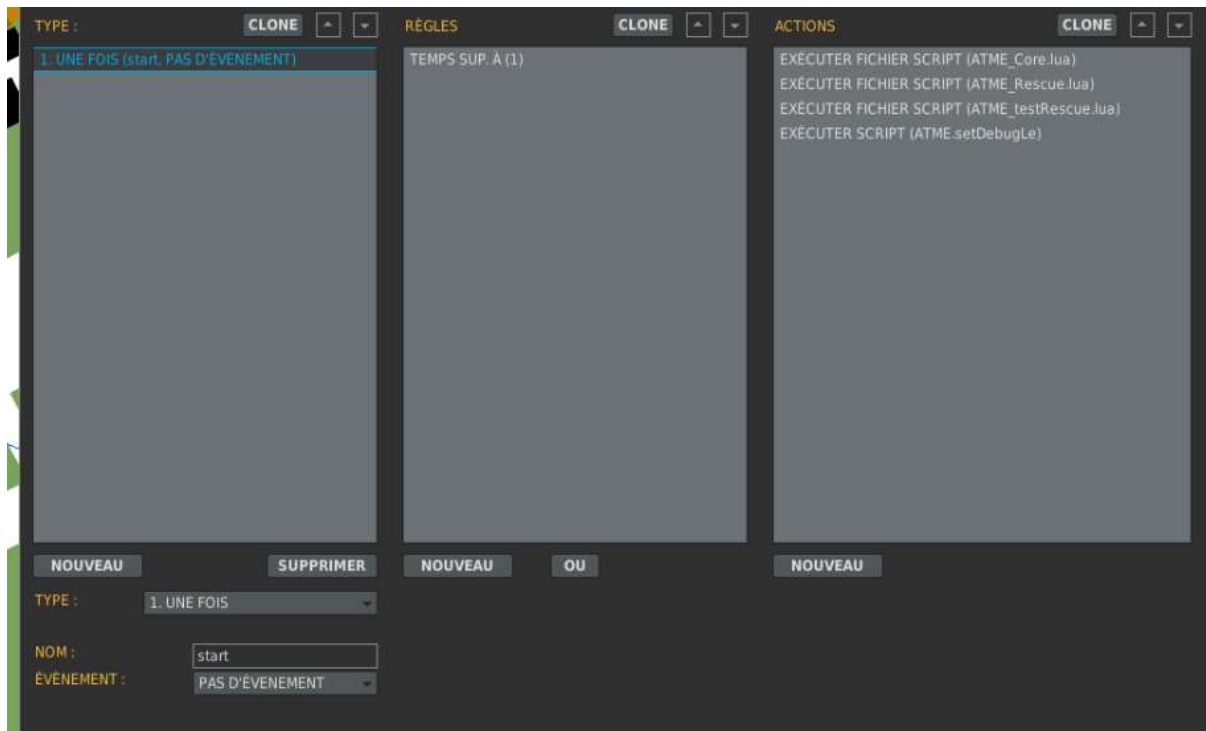 TYPE : CLONE
1. UNE FOIS (start, PAS D'ÉVENEMENT)
NOUVEAU SUPPRIMER
TYPE : 1. UNE FOIS
NOM : start
ÉVÈNEMENT : PAS D'ÉVENEMENT
RÈGLES CLONE
TEMPS SUP. À (1)
NOUVEAU OU
ACTIONS CLONE
EXÉCUTER FICHIER SCRIPT (ATME_Core.lua)
EXÉCUTER FICHIER SCRIPT (ATME_Rescue.lua)
EXÉCUTER FICHIER SCRIPT (ATME_testRescue.lua)
EXÉCUTER SCRIPT (ATME.setDebugLe)
NOUVEAU